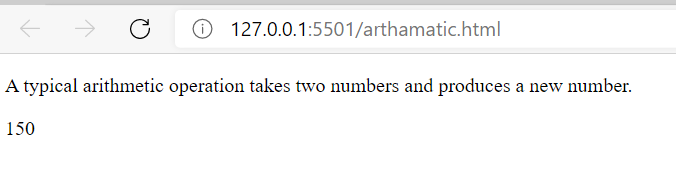 127.0.0.1:5501/arthamatic.html
A typical arithmetic operation takes two numbers and produces a new number.
150